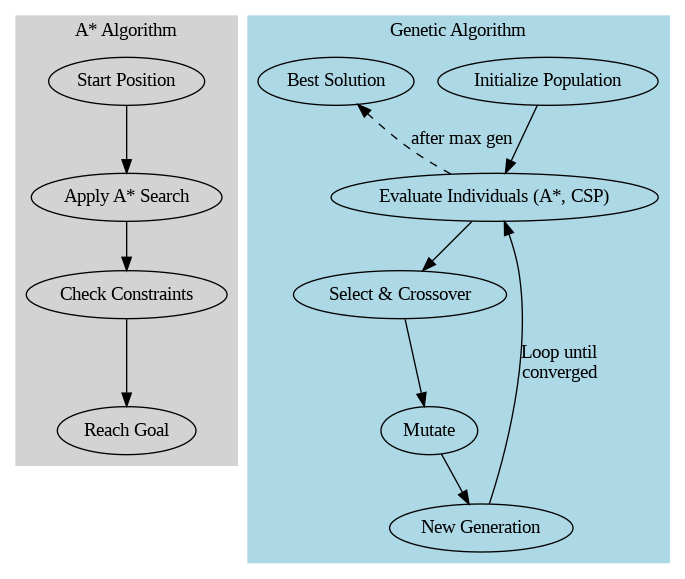 A* Algorithm
Start Position
Apply A* Search
Check Constraints
Reach Goal
Genetic Algorithm
Best Solution
Initialize Population
after max gen
Evaluate Individuals (A*, CSP)
Select & Crossover
Loop until
converged
Mutate
New Generation